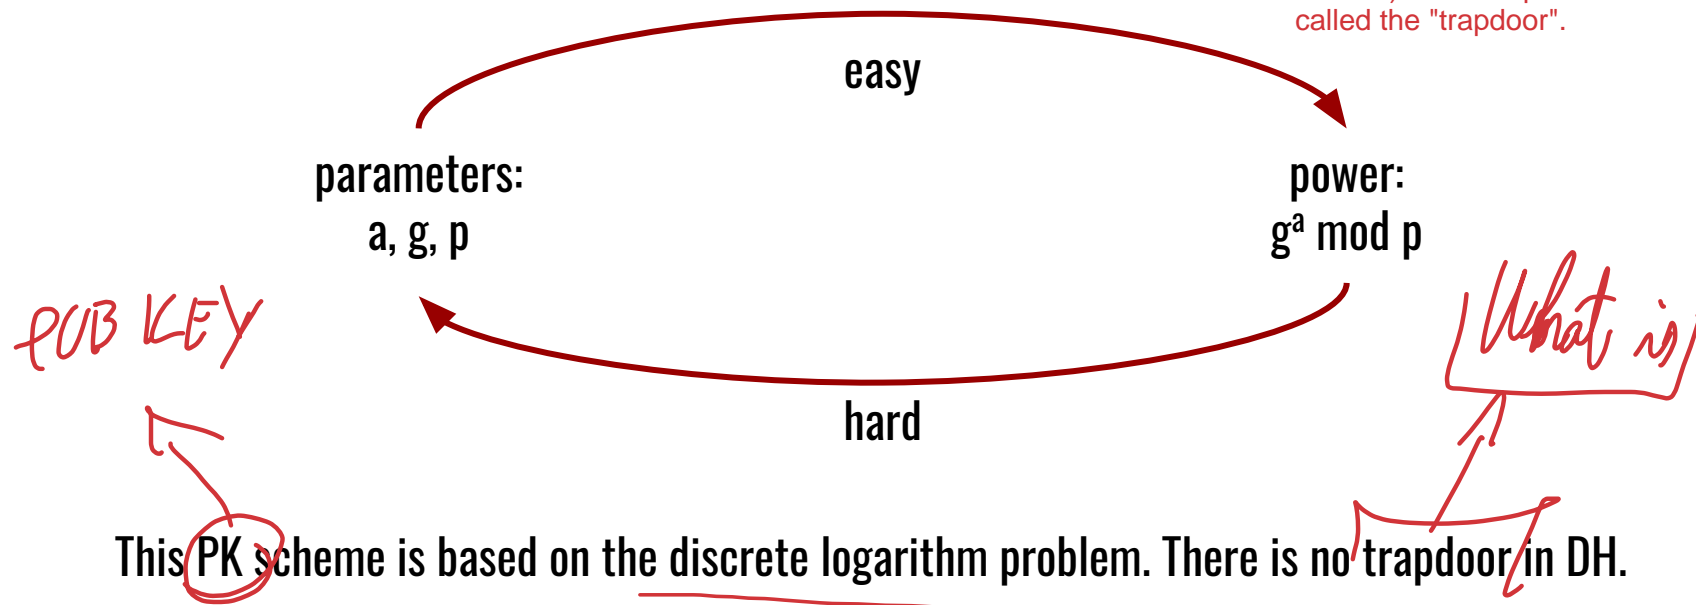 called the "trapdoor".
easy
parameters:
a, g, p
power:
gᵃ mod p
PUB KEY
What is
hard
This PK scheme is based on the discrete logarithm problem. There is no trapdoor in DH.